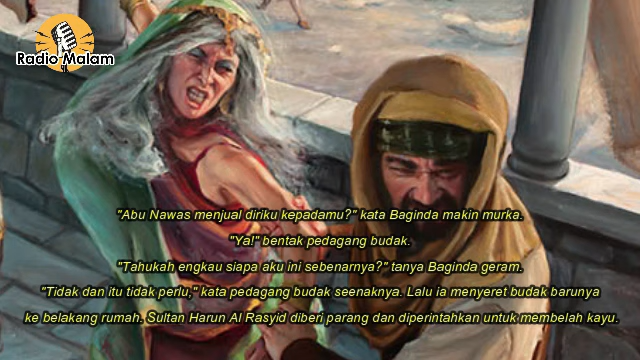 Radio Malam
"Abu Nawas menjual diriku kepadamu?" kata Baginda makin murka.
"Ya!" bentak pedagang budak.
"Tahukah engkau siapa aku ini sebenarnya?" tanya Baginda geram.
"Tidak dan itu tidak perlu," kata pedagang budak seenaknya. Lalu ia menyeret budak barunya
ke belakang rumah. Sultan Harun Al Rasyid diberi parang dan diperintahkan untuk membelah kayu.